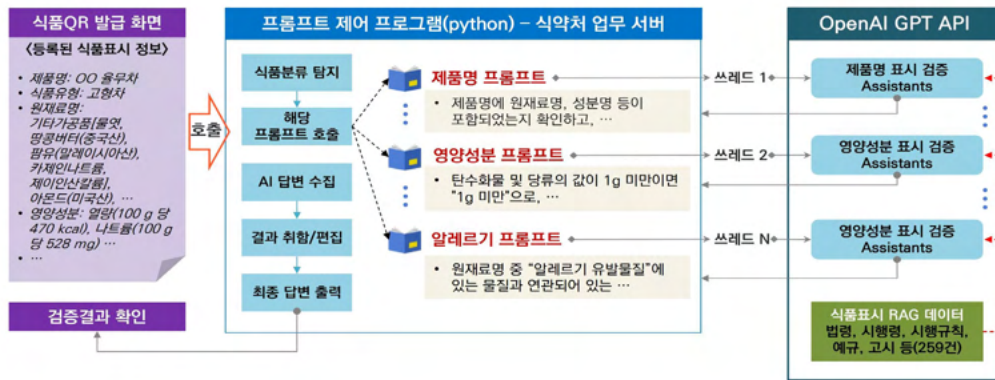 식품QR 발급 화면
<등록된 식품표시 정보>
• 제품명: OO 율무차
• 식품유형: 고형차
• 원재료명:
기타가공품[물엿,
땅콩버터(중국산),
팜유(말레이시아산),
카제인나트륨,
제이인산칼륨],
아몬드(미국산) …
• 영양성분: 열량(100 g 당
470 kcal), 나트륨(100 g
당 528 mg) …
• …
검증결과 확인
호출
프롬프트 제어 프로그램(python) – 식약처 업무 서버
식품분류 탐지
해당
프롬프트 호출
AI 답변 수집
결과 취합/편집
최종 답변 출력
제품명 프롬프트
• 제품명에 원재료명, 성분명 등이
포함되었는지 확인하고, …
영양성분 프롬프트
• 탄수화물 및 당류의 값이 1g 미만이면
"1g 미만"으로, …
알레르기 프롬프트
• 원재료명 중 "알레르기 유발물질"에
있는 물질과 연관되어 있는 …
쓰레드 1
쓰레드 2
쓰레드 N
OpenAI GPT API
제품명 표시 검증
Assistants
영양성분 표시 검증
Assistants
영양성분 표시 검증
Assistants
식품표시 RAG 데이터
법령, 시행령, 시행규칙,
예규, 고시 등(259건)